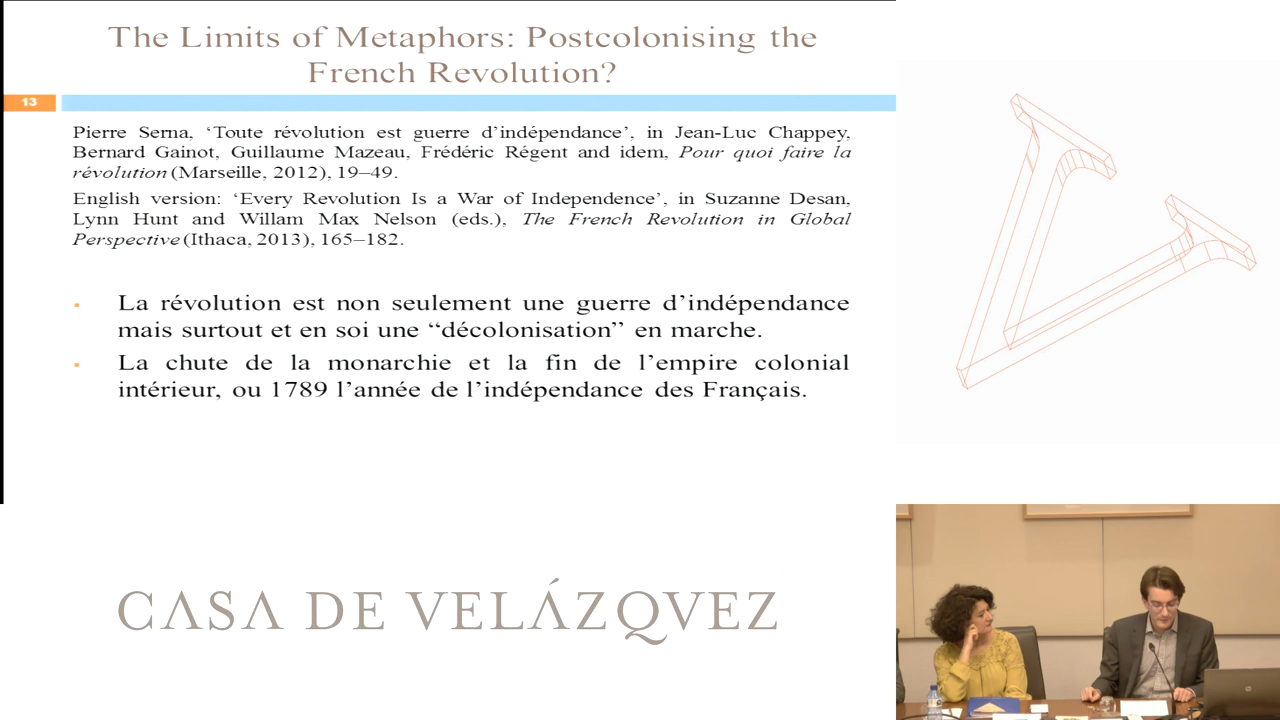 The Limits of Metaphors: Postcolonising the
French Revolution?
13
Pierre Serna, ‘Toute révolution est guerre d’indépendance’, in Jean-Luc Chappey,
Bernard Gainot, Guillaume Mazeau, Frédéric Régent and idem, Pour quoi faire la
révolution (Marseille, 2012), 19–49.
English version: ‘Every Revolution Is a War of Independence’, in Suzanne Desan,
Lynn Hunt and Willam Max Nelson (eds.), The French Revolution in Global
Perspective (Ithaca, 2013), 165–182.
La révolution est non seulement une guerre d’indépendance
mais surtout et en soi une “décolonisation” en marche.
La chute de la monarchie et la fin de l’empire colonial
intérieur, ou 1789 l’année de l’indépendance des Français.
CASA DE VELÁZQVEZ